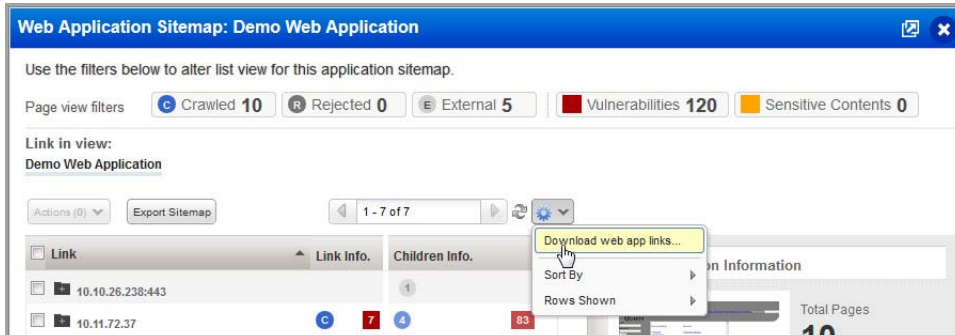 Web Application Sitemap: Demo Web Application
Use the filters below to alter list view for this application sitemap.
Page view filters C Crawled 10 R Rejected 0 E External 5 Vulnerabilities 120 Sensitive Contents 0
Link in view:
Demo Web Application
Actions (0) Export Sitemap 1 - 7 of 7
Download web app links...
Link Link Info. Children Info. on Information
Sort By
10.10.26.238:443 1
Rows Shown
Total Pages
10.11.72.37 C 7 4 83
10